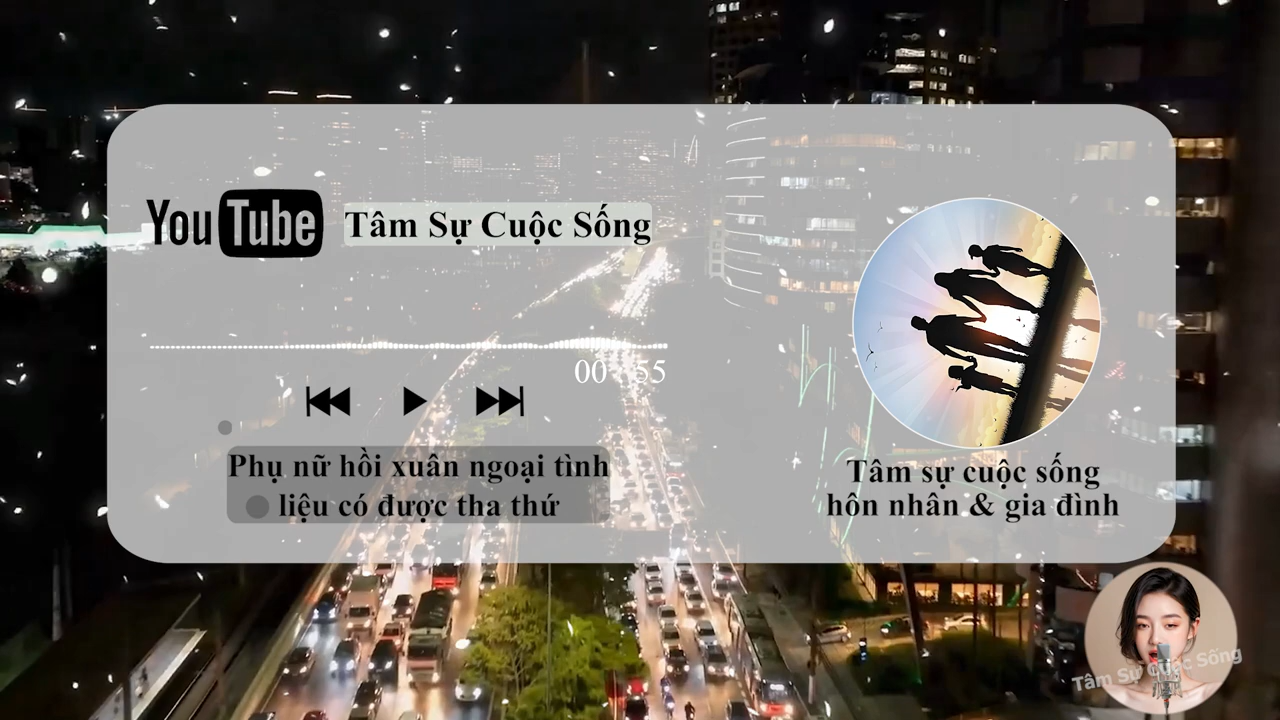 YouTube
Tâm Sự Cuộc Sống
00 55
Phụ nữ hồi xuân ngoại tình
liệu có được tha thứ
Tâm sự cuộc sống
hôn nhân & gia đình
Tâm Sự cuộc Sống